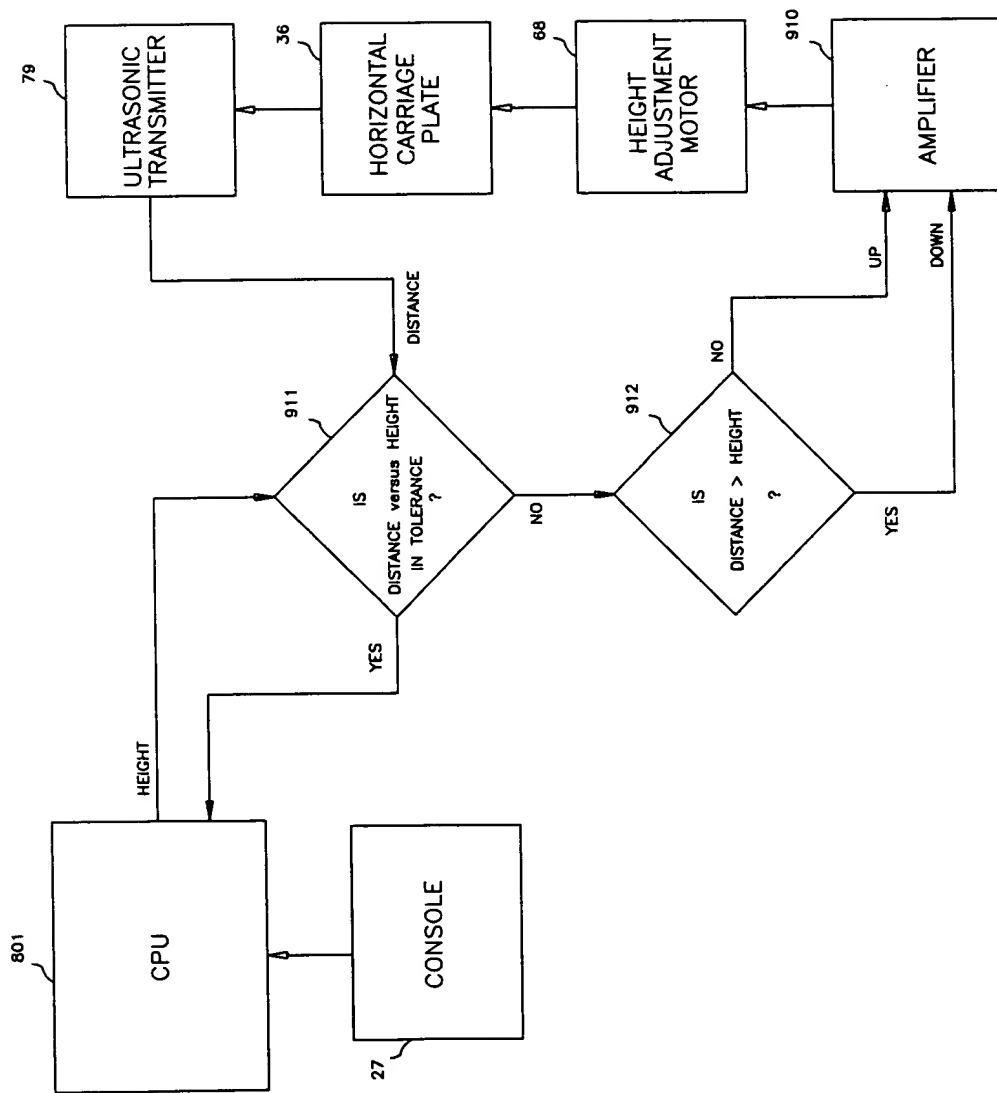 801
CPU
CONSOLE
27
HEIGHT
YES
911
IS
DISTANCE versus HEIGHT
IN TOLERANCE
?
NO
DISTANCE
79
ULTRASONIC
TRANSMITTER
36
HORIZONTAL
CARRIAGE
PLATE
68
HEIGHT
ADJUSTMENT
MOTOR
910
AMPLIFIER
912
IS
DISTANCE > HEIGHT
?
NO
UP
YES
DOWN